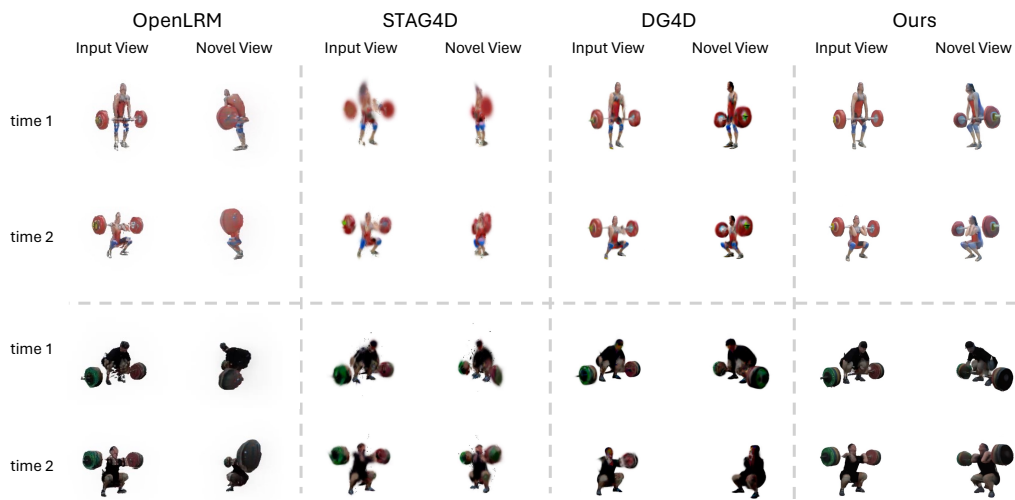 OpenLRM STAG4D DG4D Ours
Input View Novel View Input View Novel View Input View Novel View Input View Novel View
time 1
time 2
time 1
time 2